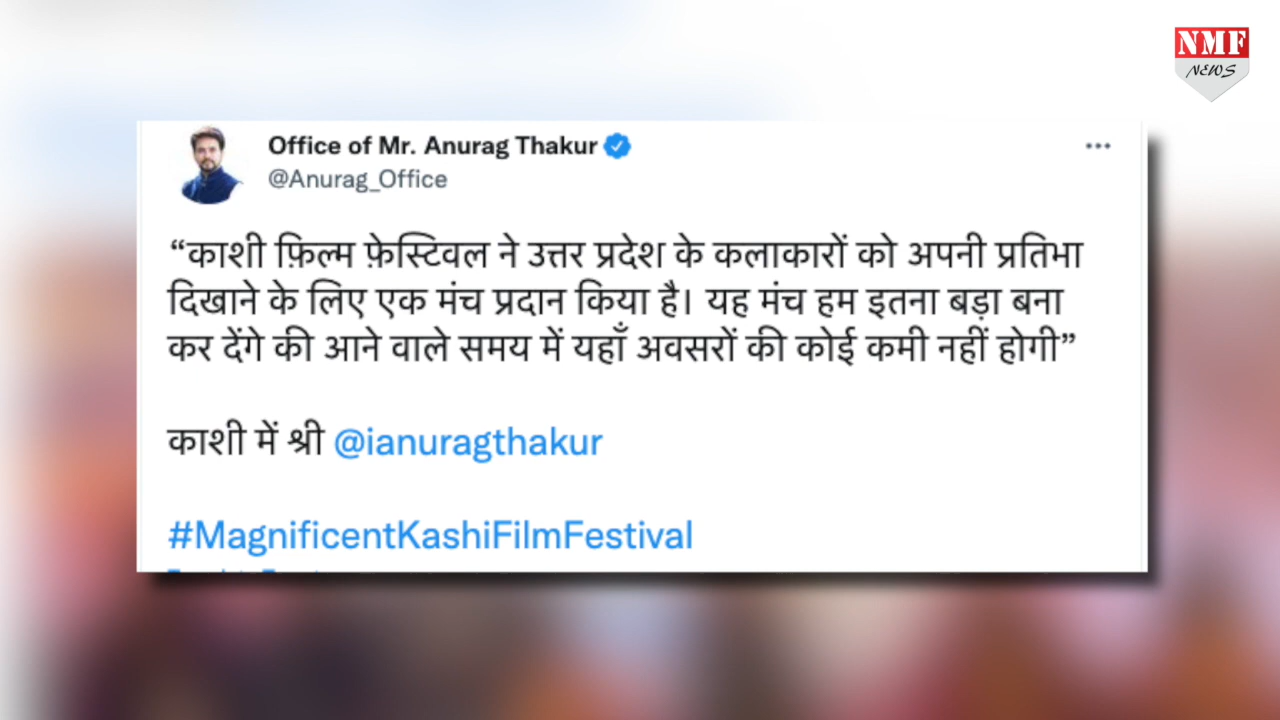 NMF
NEWS
Office of Mr. Anurag Thakur
@Anurag_Office
“काशी फ़िल्म फ़ेस्टिवल ने उत्तर प्रदेश के कलाकारों को अपनी प्रतिभा
दिखाने के लिए एक मंच प्रदान किया है। यह मंच हम इतना बड़ा बना
कर देंगे की आने वाले समय में यहाँ अवसरों की कोई कमी नहीं होगी”
काशी में श्री @ianuragthakur
#MagnificentKashiFilmFestival